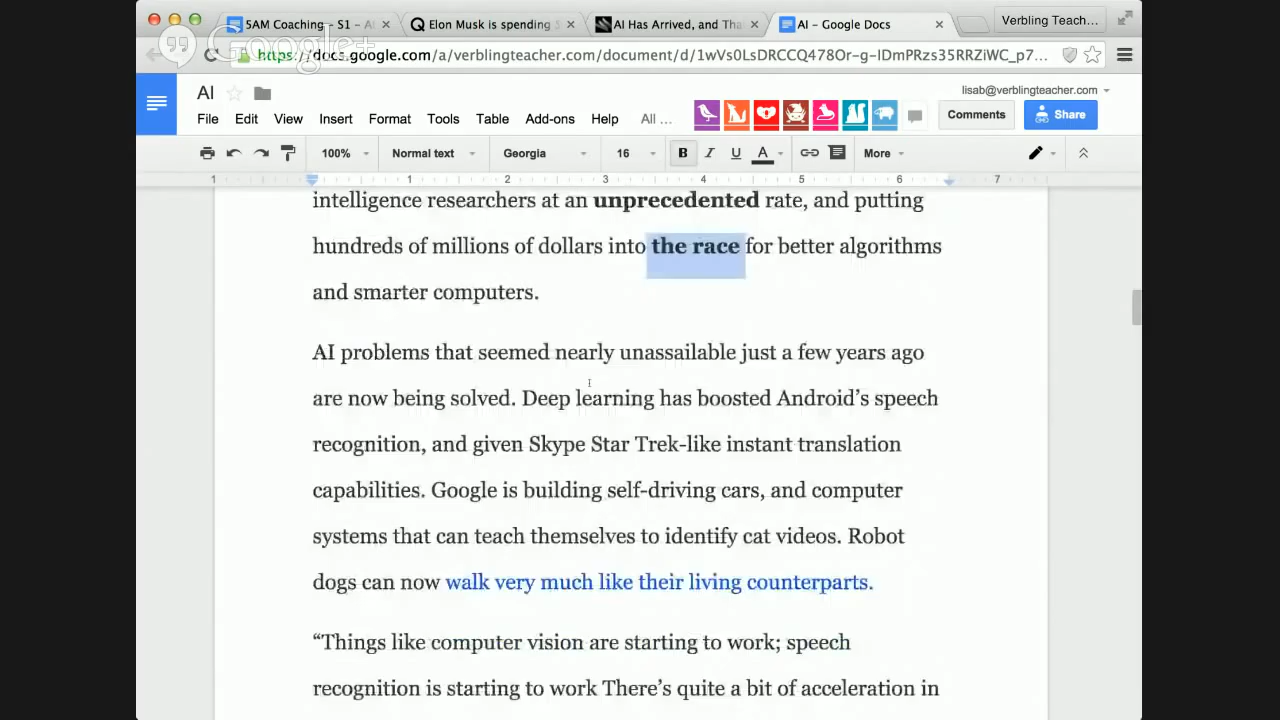 5AM Coaching – S1 – A
Elon Musk is spending
AI Has Arrived, and Tha
AI – Google Docs
Verbling Teach…
Google+
https://docs.google.com/a/verblingteacher.com/document/d/1wVs0LsDRCCQ478Or-g-IDmPRzs35RRZiWC_p7…
AI
lisab@verblingteacher.com
File Edit View Insert Format Tools Table Add-ons Help All …
Comments
Share
100% Normal text Georgia 16 B I U A More
1 1 2 3 4 5 6 7
intelligence researchers at an unprecedented rate, and putting
hundreds of millions of dollars into the race for better algorithms
and smarter computers.
AI problems that seemed nearly unassailable just a few years ago
are now being solved. Deep learning has boosted Android’s speech
recognition, and given Skype Star Trek-like instant translation
capabilities. Google is building self-driving cars, and computer
systems that can teach themselves to identify cat videos. Robot
dogs can now walk very much like their living counterparts.
“Things like computer vision are starting to work; speech
recognition is starting to work There’s quite a bit of acceleration in